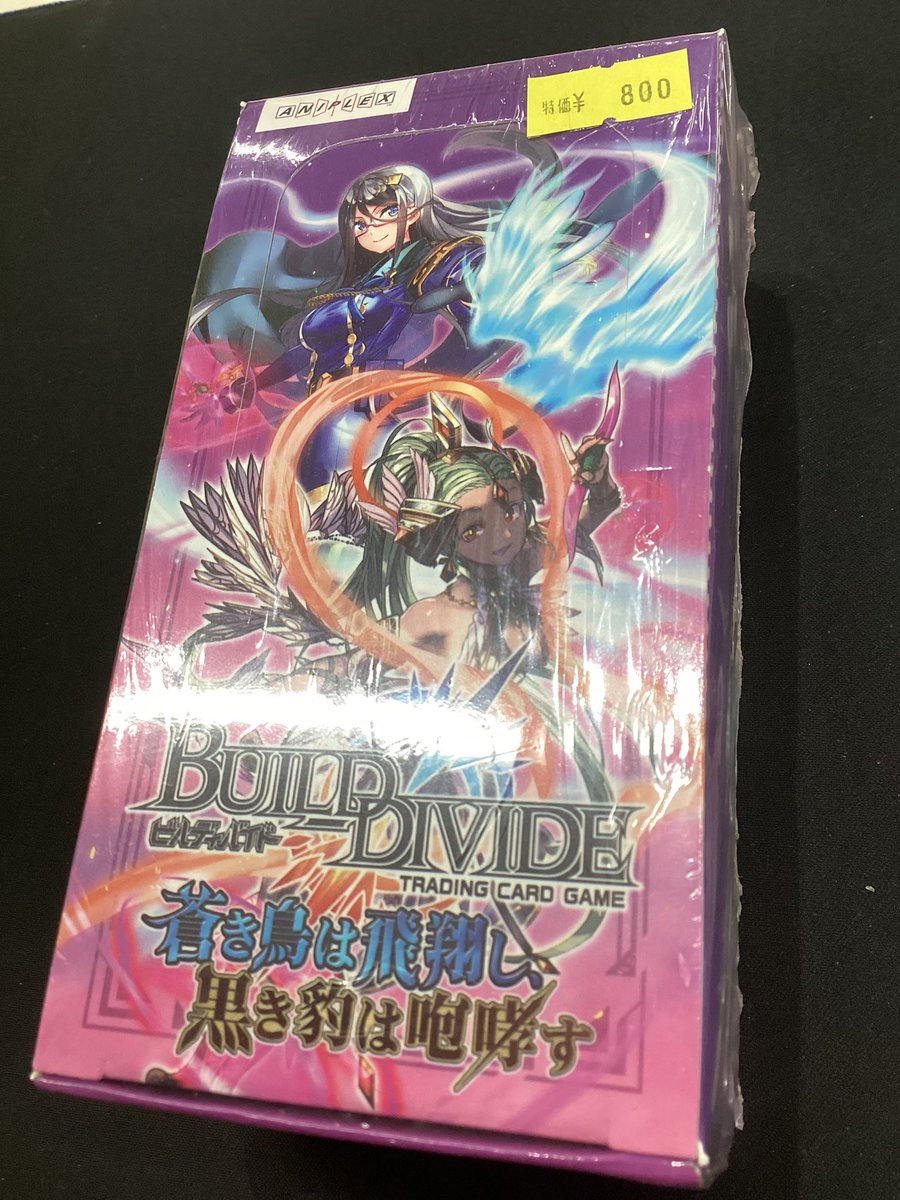 ANIPLEX
特価¥ 800
BUILD DIVIDE
ビルディバイド
TRADING CARD GAME
蒼き鳥は飛翔し、
黒き豹は咆哮す